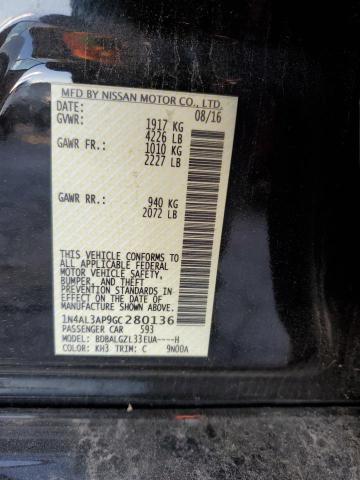 MFD BY NISSAN MOTOR CO., LTD.
DATE: 08/16
GVWR: 1917 KG
4226 LB
GAWR FR: 1010 KG
2227 LB
GAWR RR: 940 KG
2072 LB
THIS VEHICLE CONFORMS TO
ALL APPLICABLE FEDERAL
MOTOR VEHICLE SAFETY,
BUMPER, AND THEFT
PREVENTION STANDARDS IN
EFFECT ON THE DATE OF
MANUFACTURE SHOWN ABOVE.
1N4AL3AP9GC280136
PASSENGER CAR 593
MODEL: BDBALGZL33EUA----H
COLOR: KH3 TRIM: C 9N00A